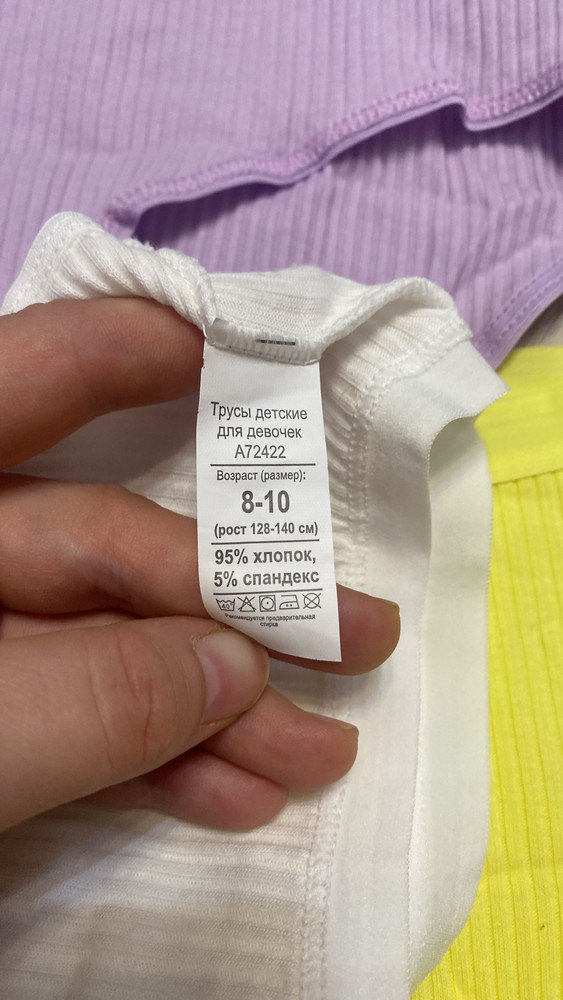 Трусы детские
для девочек
А72422
Возраст (размер):
8-10
(рост 128-140 см)
95% хлопок,
5% спандекс
40°
Рекомендуется предварительная
стирка